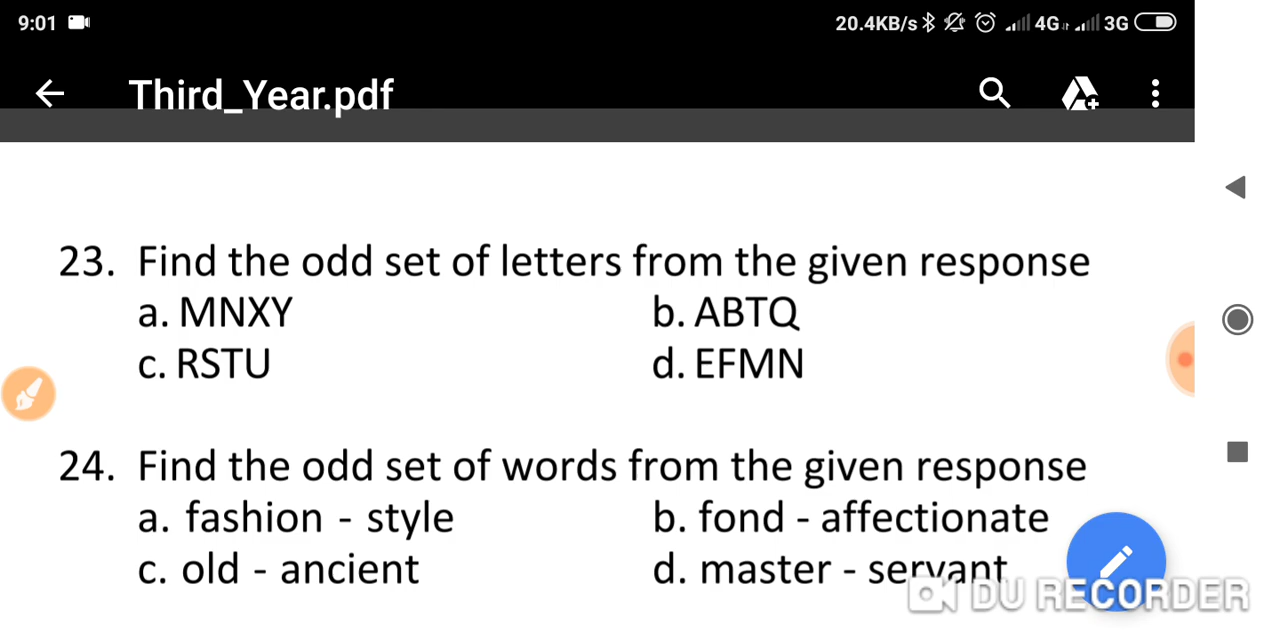 9:01 20.4KB/s 4G 3G
Third_Year.pdf
23. Find the odd set of letters from the given response
a. MNXY b. ABTQ
c. RSTU d. EFMN
24. Find the odd set of words from the given response
a. fashion - style b. fond - affectionate
c. old - ancient d. master - servant
DU RECORDER